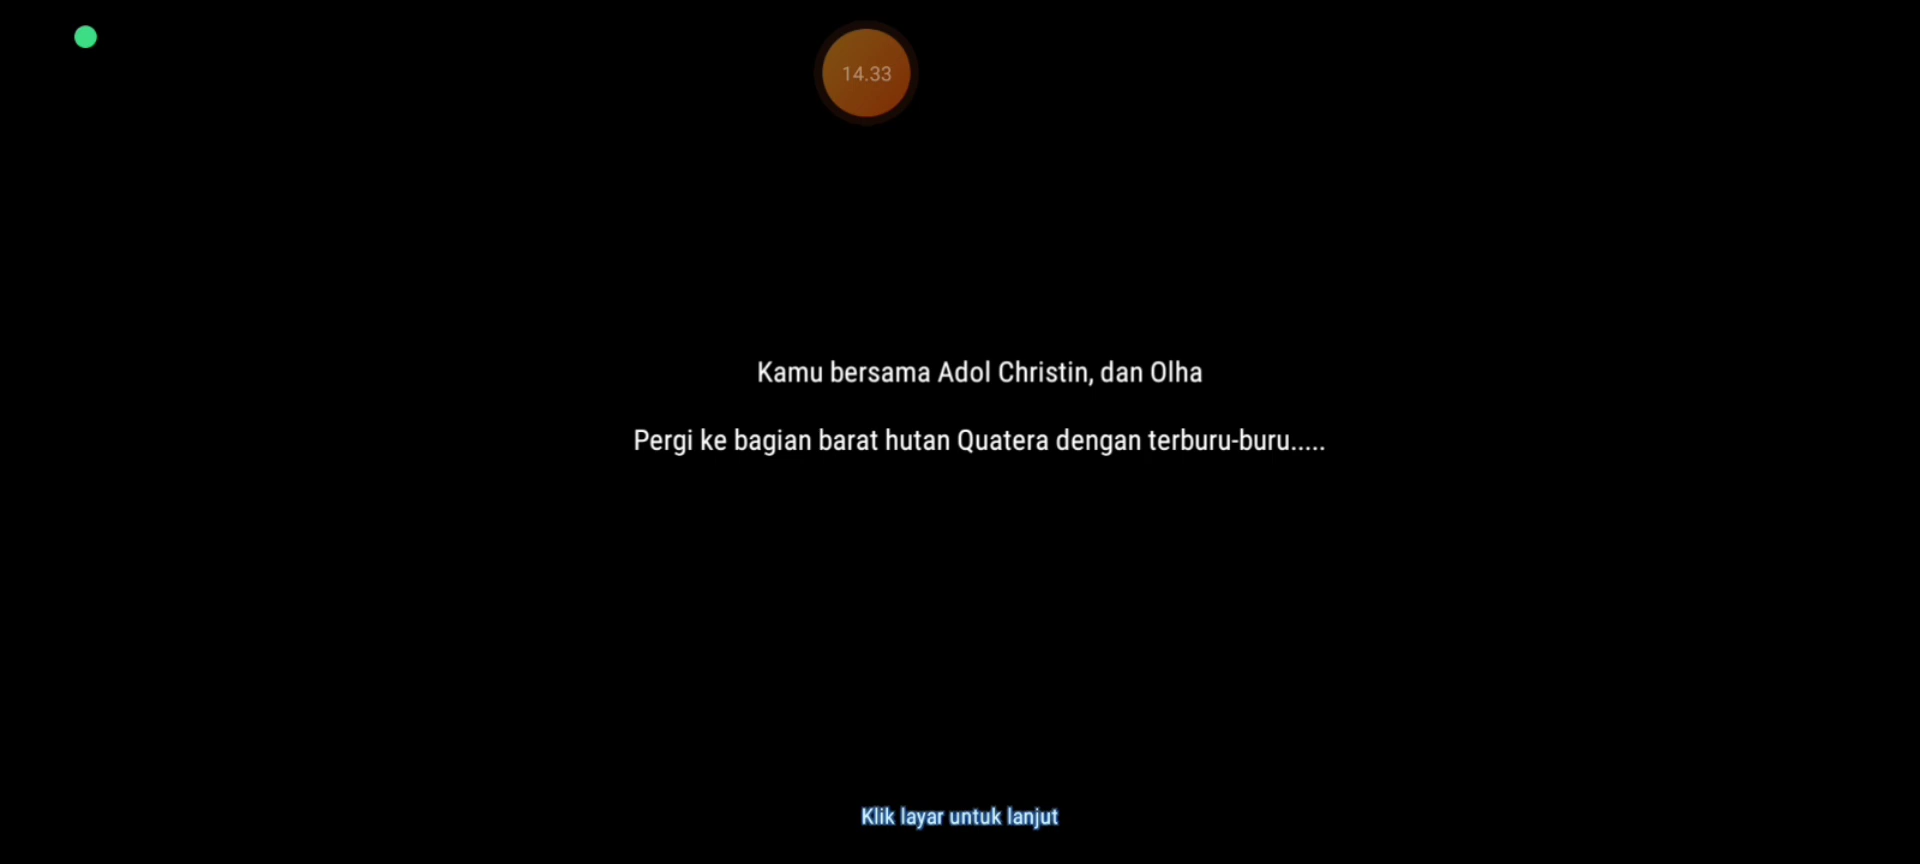 14.33
Kamu bersama Adol Christin, dan Olha
Pergi ke bagian barat hutan Quatera dengan terburu-buru.....
Klik layar untuk lanjut